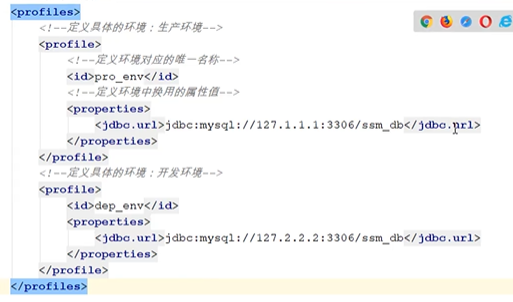 <profiles>
<!--定义具体的环境：生产环境-->
<profile>
<!--定义环境对应的唯一名称-->
<id>pro_env</id>
<!--定义环境中换用的属性值-->
<properties>
<jdbc.url>jdbc:mysql://127.1.1.1:3306/ssm_db</jdbc.url>
</properties>
</profile>
<!--定义具体的环境：开发环境-->
<profile>
<id>dep_env</id>
<properties>
<jdbc.url>jdbc:mysql://127.2.2.2:3306/ssm_db</jdbc.url>
</properties>
</profile>
</profiles>